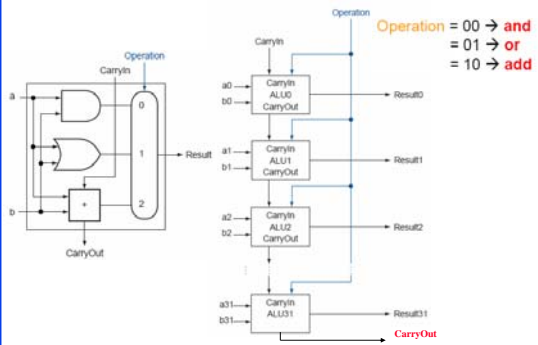 Operation
CarryIn
a
b
0
1
2
+
Result
CarryOut
Operation
CarryIn
a0
b0
CarryIn
ALU0
CarryOut
Result0
a1
b1
CarryIn
ALU1
CarryOut
Result1
a2
b2
CarryIn
ALU2
CarryOut
Result2
a31
b31
CarryIn
ALU31
Result31
CarryOut
Operation = 00 → and
= 01 → or
= 10 → add